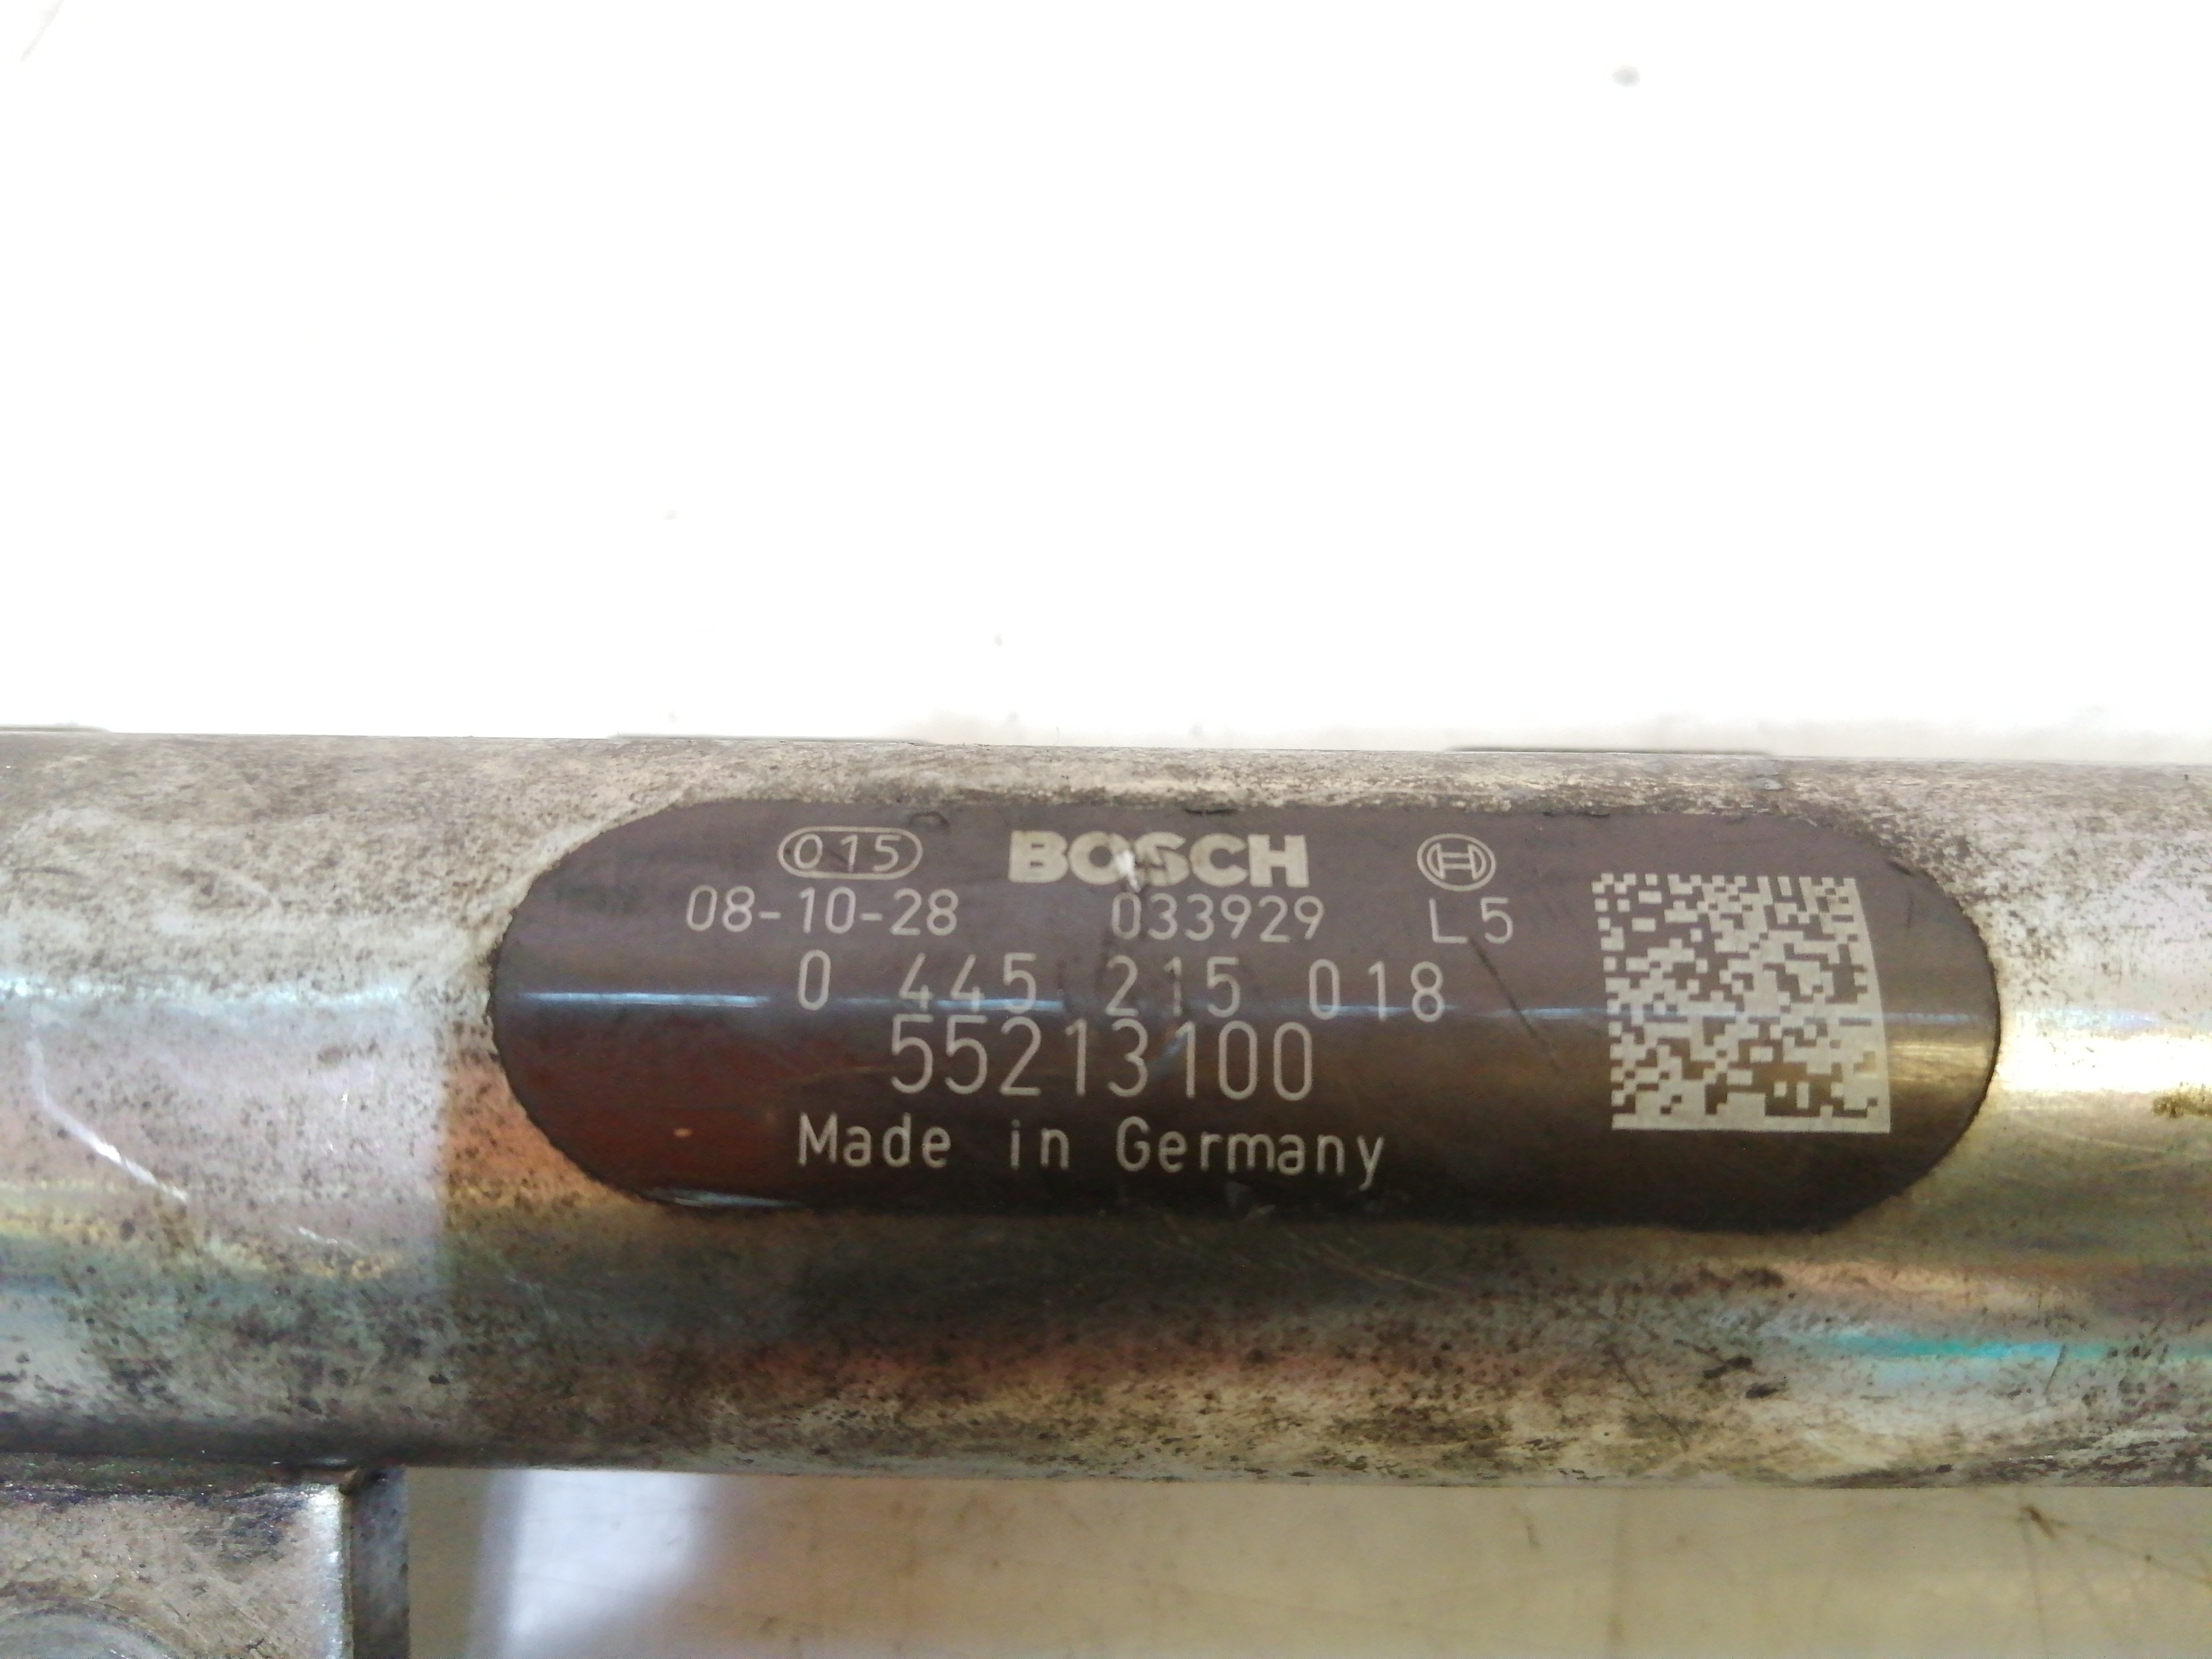 015 BOSCH
08-10-28 033929 L5
0 445 215 018
55213100
Made in Germany